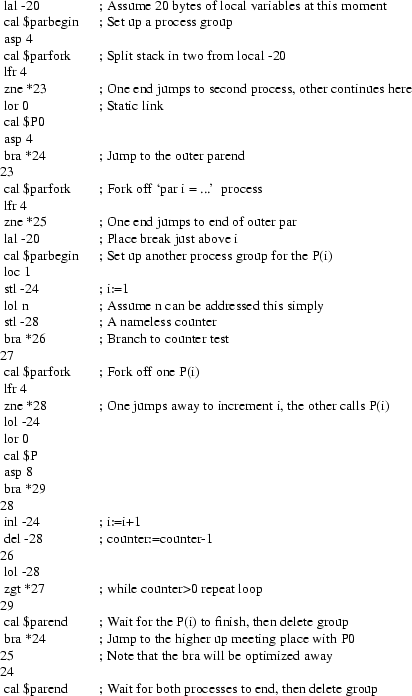 lal -20 ; Assume 20 bytes of local variables at this moment
cal $parbegin ; Set up a process group
asp 4
cal $parfork ; Split stack in two from local -20
lfr 4
zne *23 ; One end jumps to second process, other continues here
lor 0 ; Static link
cal $P0
asp 4
bra *24 ; Jump to the outer parend
23
cal $parfork ; Fork off ‘par i = ...’ process
lfr 4
zne *25 ; One end jumps to end of outer par
lal -20 ; Place break just above i
cal $parbegin ; Set up another process group for the P(i)
loc 1
stl -24 ; i:=1
lol n ; Assume n can be addressed this simply
stl -28 ; A nameless counter
bra *26 ; Branch to counter test
27
cal $parfork ; Fork off one P(i)
lfr 4
zne *28 ; One jumps away to increment i, the other calls P(i)
lol -24
lor 0
cal $P
asp 8
bra *29
28
inl -24 ; i:=i+1
del -28 ; counter:=counter-1
26
lol -28
zgt *27 ; while counter>0 repeat loop
29
cal $parend ; Wait for the P(i) to finish, then delete group
bra *24 ; Jump to the higher up meeting place with P0
25 ; Note that the bra will be optimized away
24
cal $parend ; Wait for both processes to end, then delete group